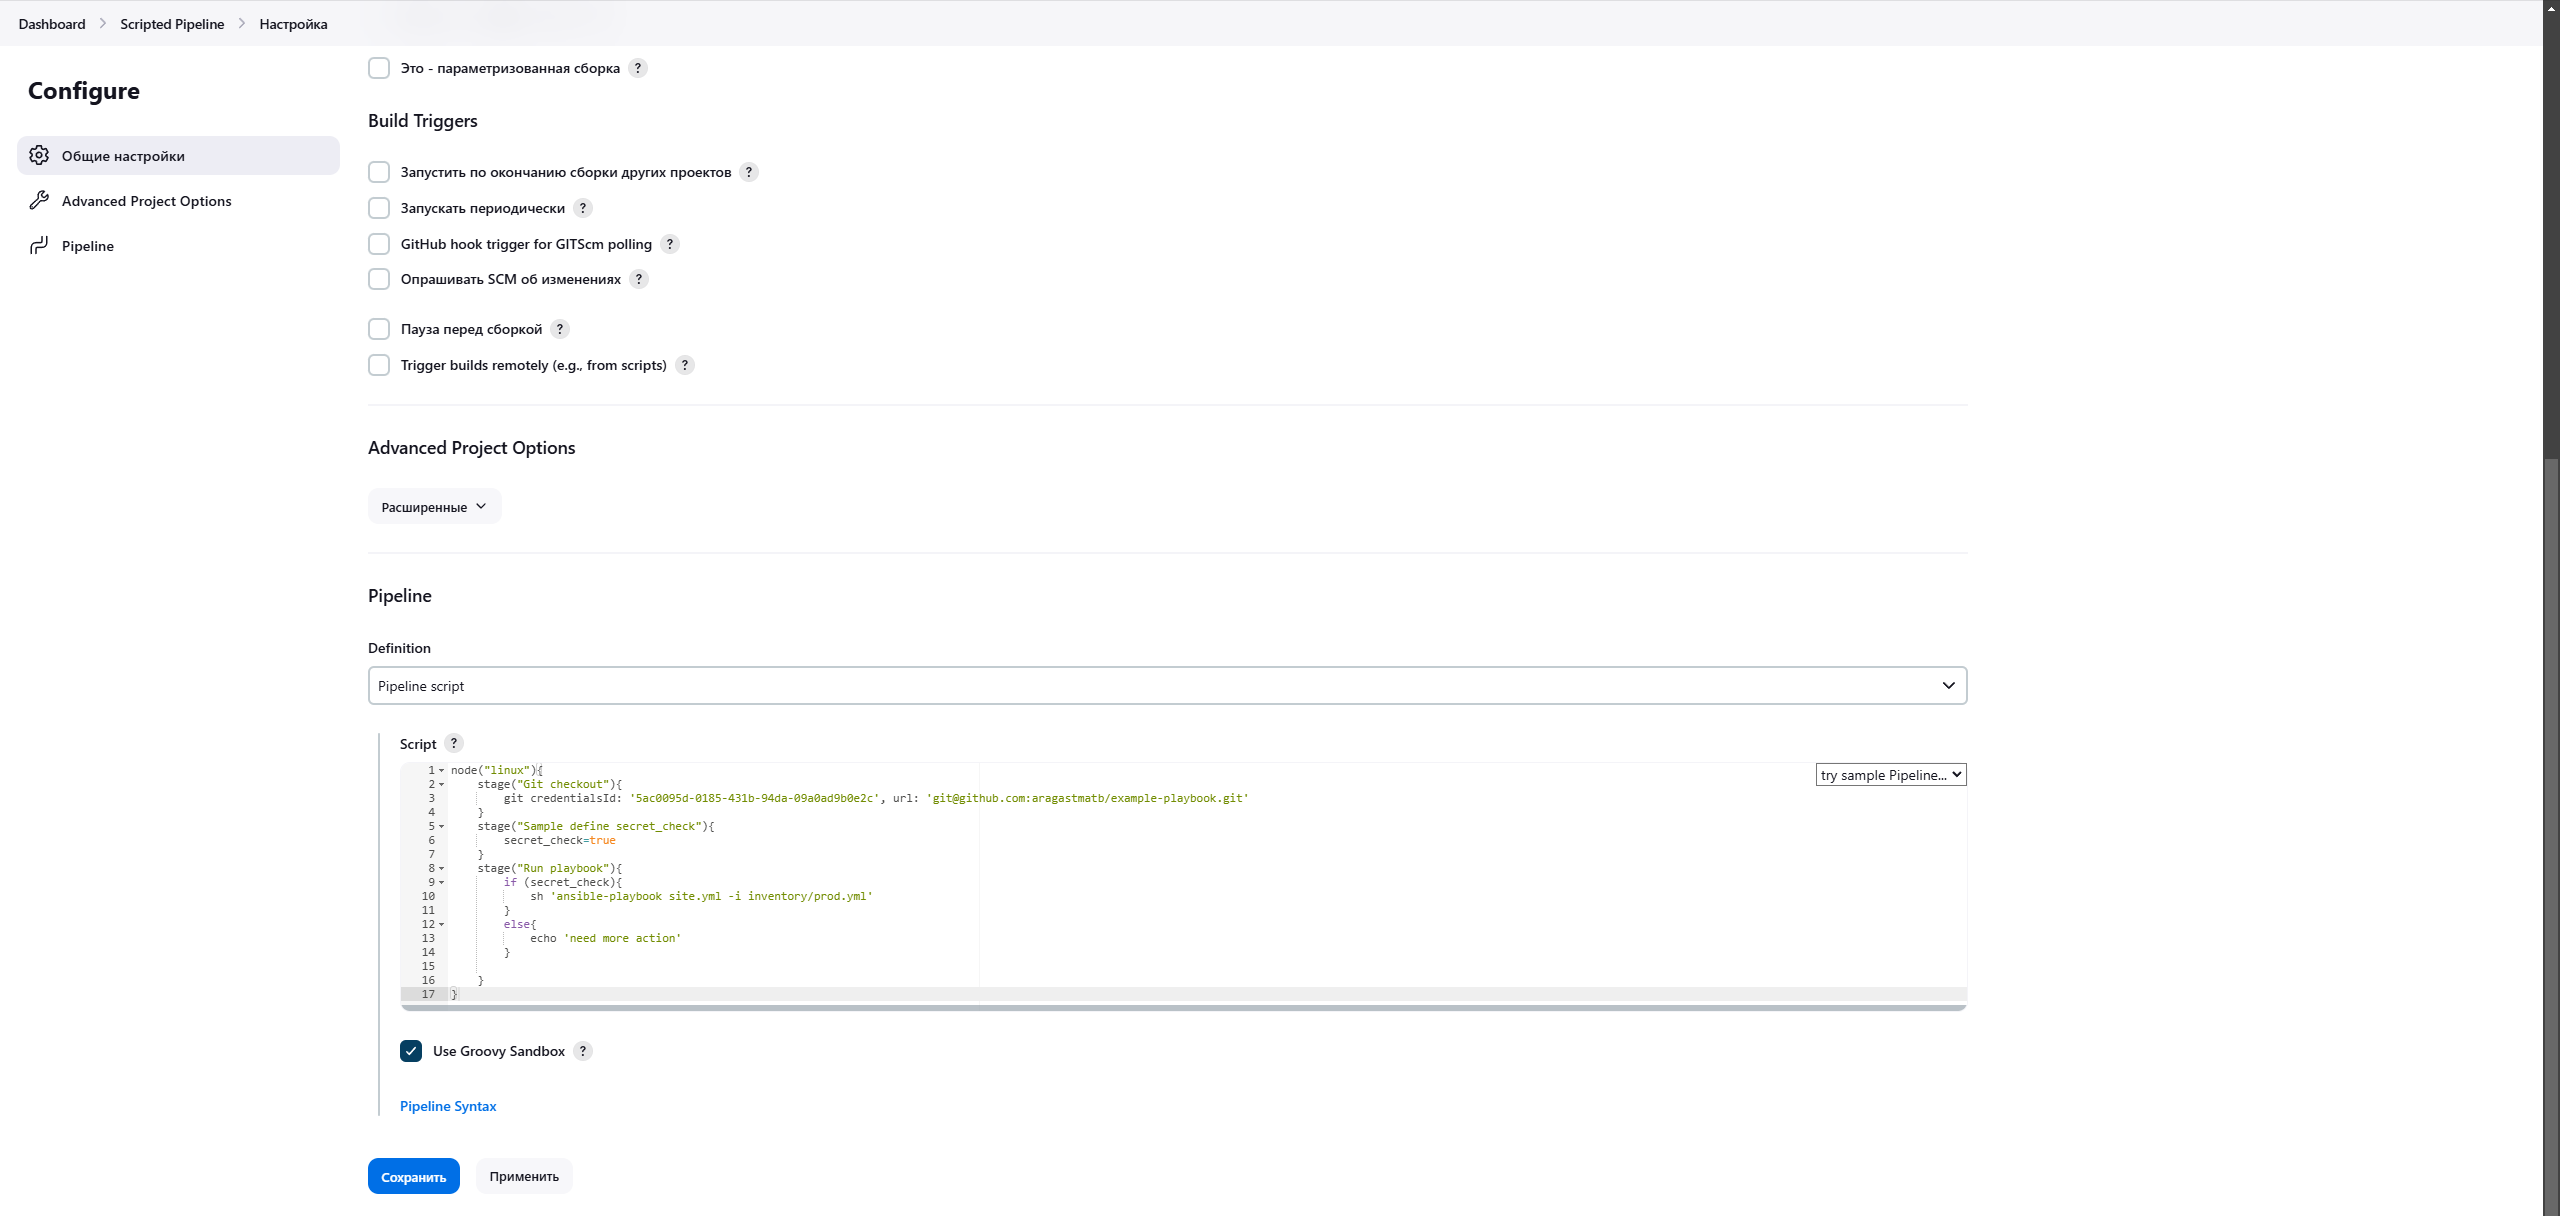 Dashboard > Scripted Pipeline > Настройка
Configure
Общие настройки
Advanced Project Options
Pipeline
Это - параметризованная сборка ?
Build Triggers
Запустить по окончанию сборки других проектов ?
Запускать периодически ?
GitHub hook trigger for GITScm polling ?
Опрашивать SCM об изменениях ?
Пауза перед сборкой ?
Trigger builds remotely (e.g., from scripts) ?
Advanced Project Options
Расширенные
Pipeline
Definition
Pipeline script
Script ?
try sample Pipeline...
1 node("linux"){
2     stage("Git checkout"){
3         git credentialsId: '5ac0095d-0185-431b-94da-09a0ad9b0e2c', url: 'git@github.com:aragastmatb/example-playbook.git'
4     }
5     stage("Sample define secret_check"){
6         secret_check=true
7     }
8     stage("Run playbook"){
9         if (secret_check){
10             sh 'ansible-playbook site.yml -i inventory/prod.yml'
11         }
12         else{
13             echo 'need more action'
14         }
15
16     }
17 }
Use Groovy Sandbox ?
Pipeline Syntax
Сохранить
Применить